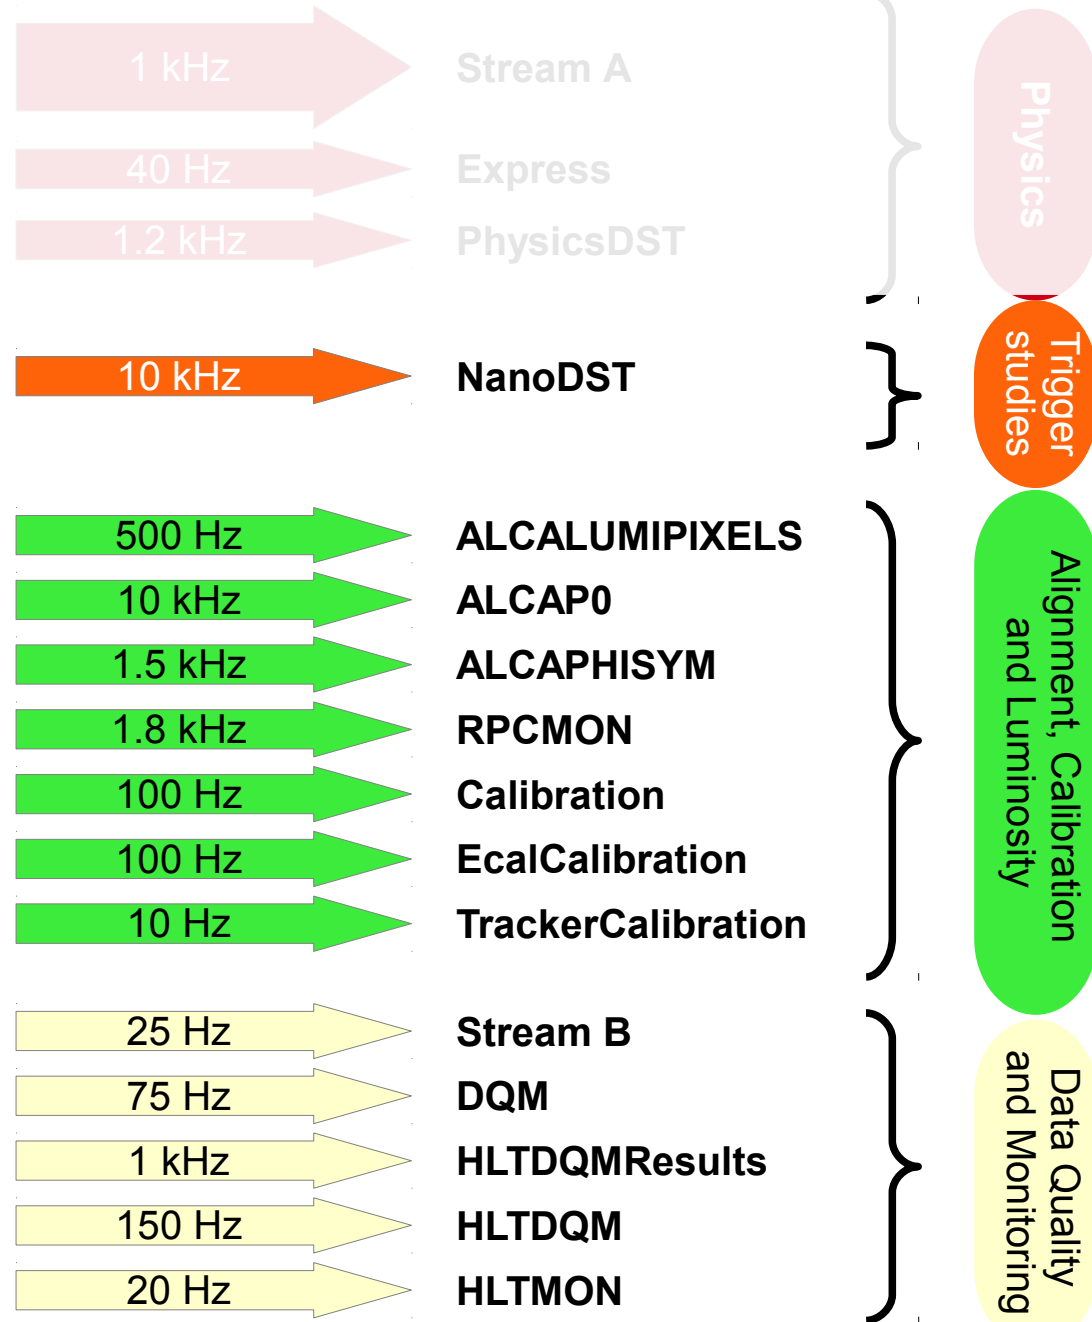 1 kHz Stream A
40 Hz Express
1.2 kHz PhysicsDST
Physics
10 kHz NanoDST
Trigger
studies
500 Hz ALCALUMIPIXELS
10 kHz ALCAP0
1.5 kHz ALCAPHISYM
1.8 kHz RPCMON
100 Hz Calibration
100 Hz EcalCalibration
10 Hz TrackerCalibration
Alignment, Calibration
and Luminosity
25 Hz Stream B
75 Hz DQM
1 kHz HLTDQMResults
150 Hz HLTDQM
20 Hz HLTMON
Data Quality
and Monitoring